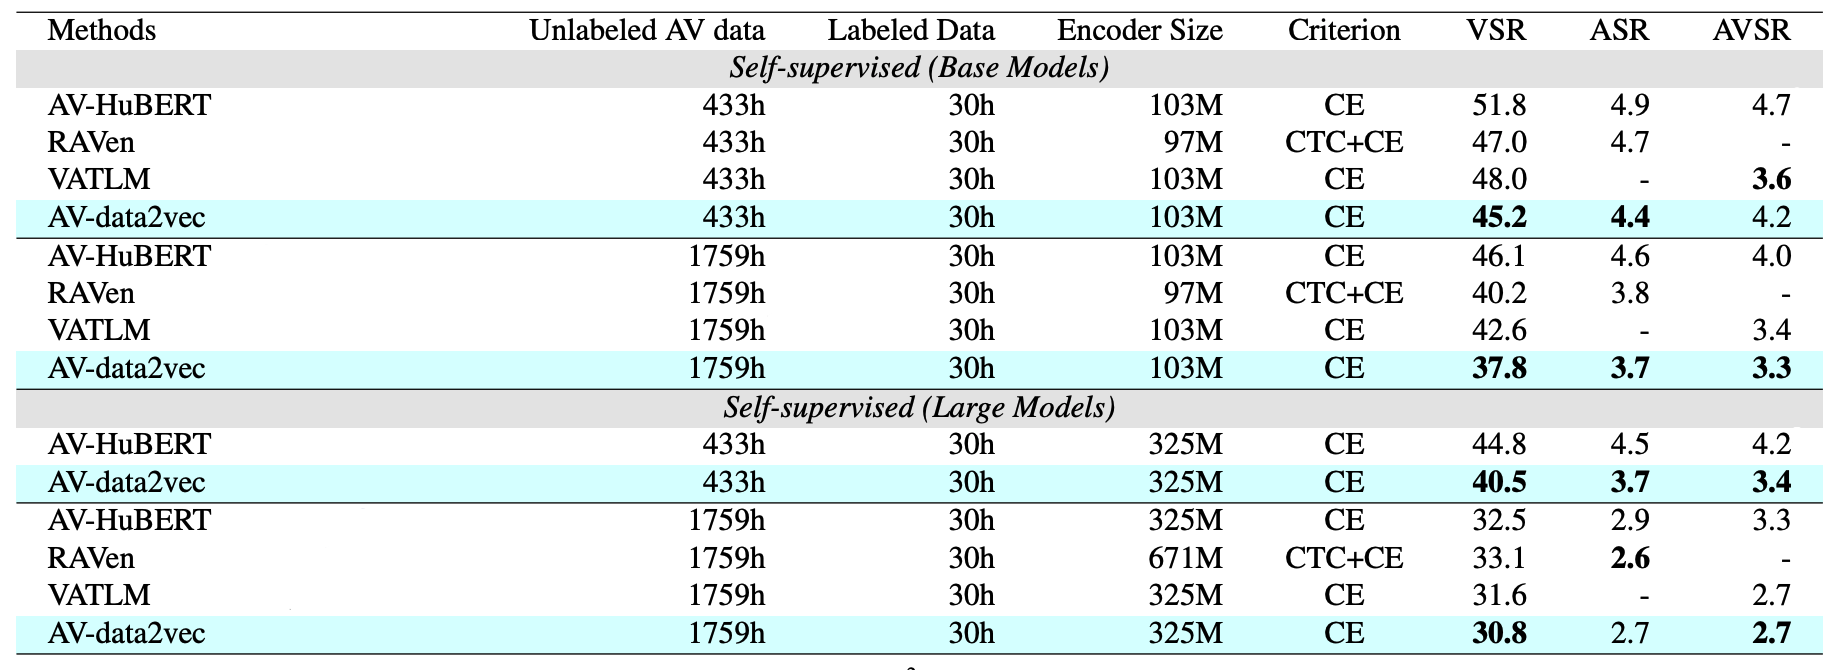 Methods Unlabeled AV data Labeled Data Encoder Size Criterion VSR ASR AVSR
Self-supervised (Base Models)
AV-HuBERT 433h 30h 103M CE 51.8 4.9 4.7
RAVen 433h 30h 97M CTC+CE 47.0 4.7 -
VATLM 433h 30h 103M CE 48.0 - 3.6
AV-data2vec 433h 30h 103M CE 45.2 4.4 4.2
AV-HuBERT 1759h 30h 103M CE 46.1 4.6 4.0
RAVen 1759h 30h 97M CTC+CE 40.2 3.8 -
VATLM 1759h 30h 103M CE 42.6 - 3.4
AV-data2vec 1759h 30h 103M CE 37.8 3.7 3.3
Self-supervised (Large Models)
AV-HuBERT 433h 30h 325M CE 44.8 4.5 4.2
AV-data2vec 433h 30h 325M CE 40.5 3.7 3.4
AV-HuBERT 1759h 30h 325M CE 32.5 2.9 3.3
RAVen 1759h 30h 671M CTC+CE 33.1 2.6 -
VATLM 1759h 30h 325M CE 31.6 - 2.7
AV-data2vec 1759h 30h 325M CE 30.8 2.7 2.7